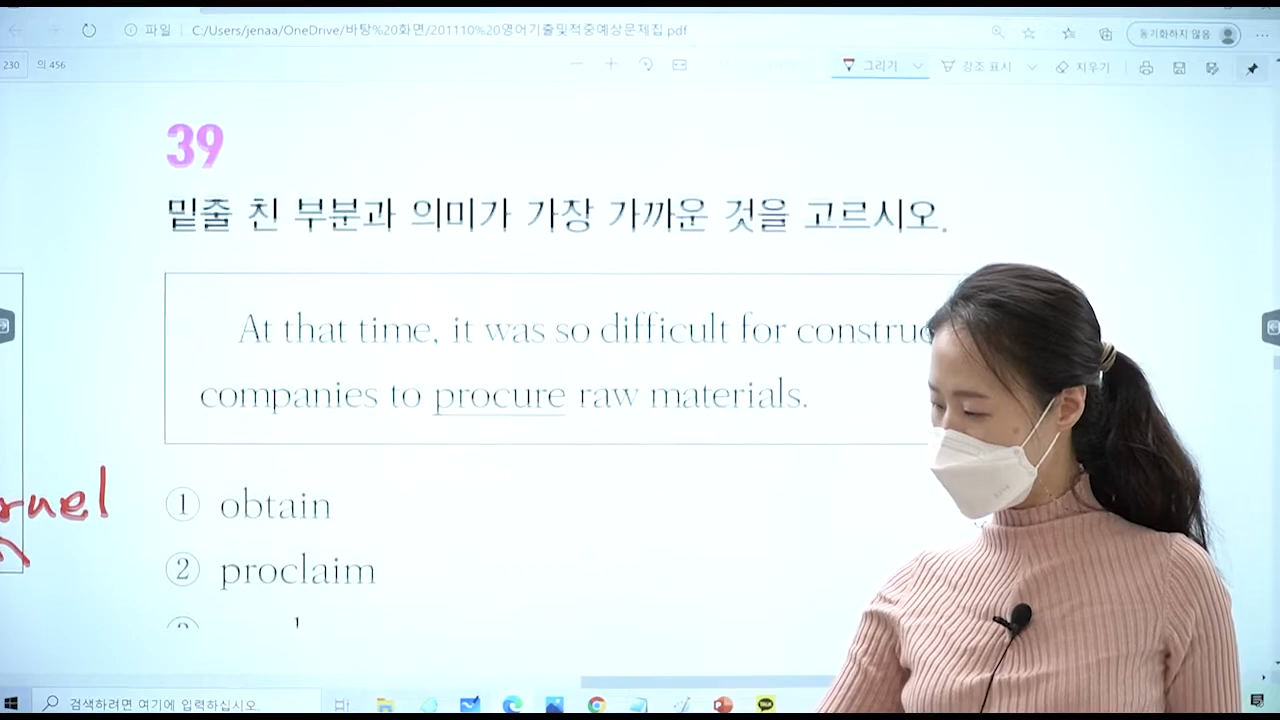 파일 C:/Users/jenaa/OneDrive/바탕%20화면/201110%20영어기출및적중예상문제집.pdf
동기화하지 않음
230 의 456
그리기 강조 표시 지우기
39
밑줄 친 부분과 의미가 가장 가까운 것을 고르시오.
At that time, it was so difficult for construc
companies to procure raw materials.
① obtain
ruel
② proclaim
검색하려면 여기에 입력하십시오.